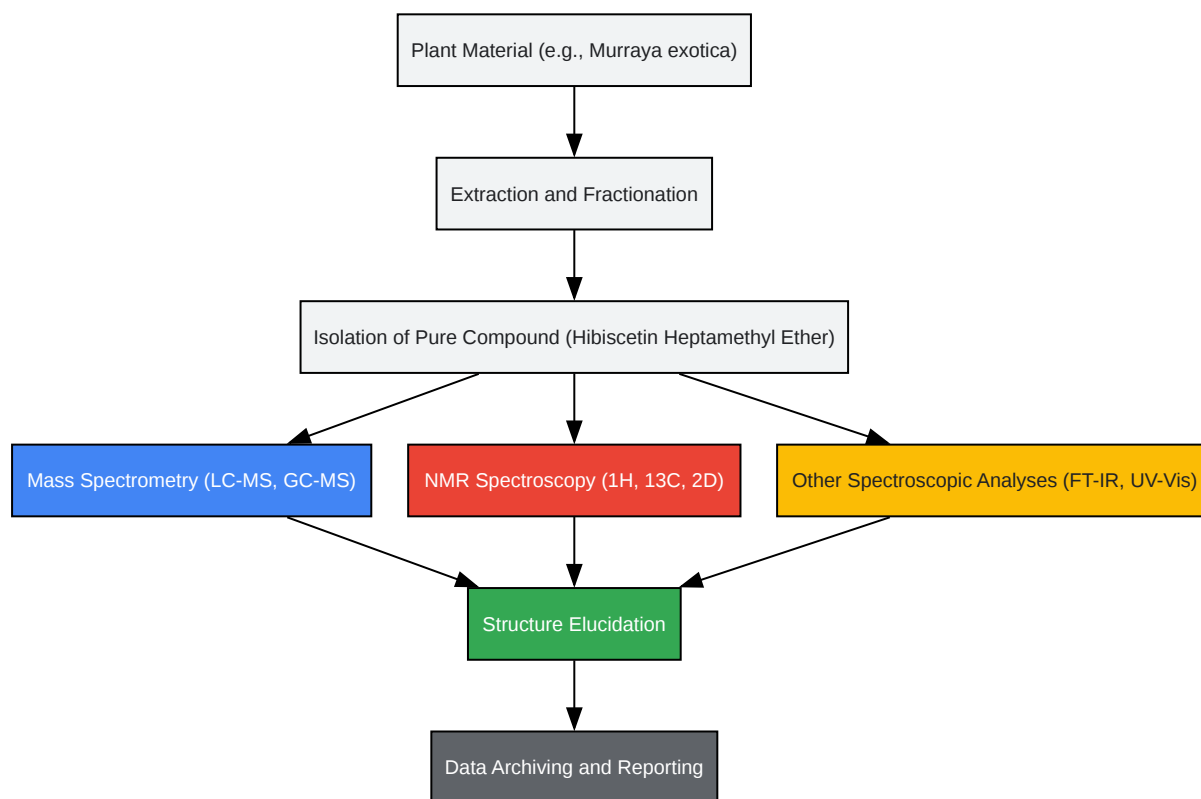 Plant Material (e.g., Murraya exotica)
Extraction and Fractionation
Isolation of Pure Compound (Hibiscetin Heptamethyl Ether)
Mass Spectrometry (LC-MS, GC-MS)
NMR Spectroscopy (1H, 13C, 2D)
Other Spectroscopic Analyses (FT-IR, UV-Vis)
Structure Elucidation
Data Archiving and Reporting